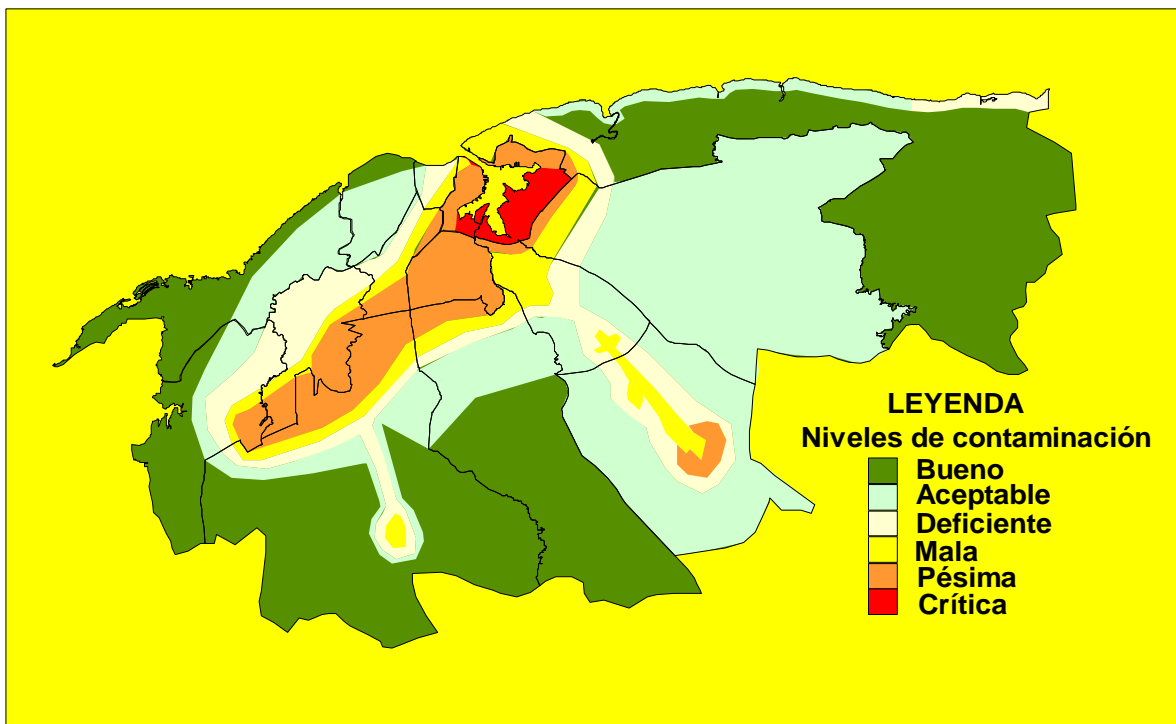 LEYENDA
Niveles de contaminación
Bueno
Aceptable
Deficiente
Mala
Pésima
Crítica